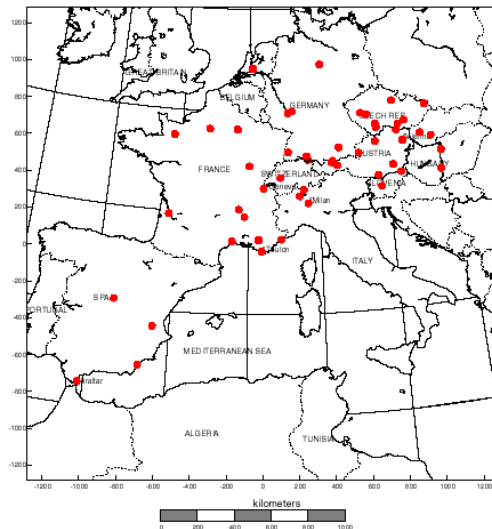 1200
1000
800
600
400
200
0
-200
-400
-600
-800
-1000
-1200
GREAT BRITAIN
BELGIUM
GERMANY
CZECH REP
FRANCE
AUSTRIA
SWITZERLAND
HUNGARY
SLOVENIA
Milan
Toulon
ITALY
SPAIN
PORTUGAL
MEDITERRANEAN SEA
Gibraltar
ALGERIA
TUNISIA
-1200 -1000 -800 -600 -400 -200 0 200 400 600 800 1000 1200
kilometers
0 200 400 600 800 1000